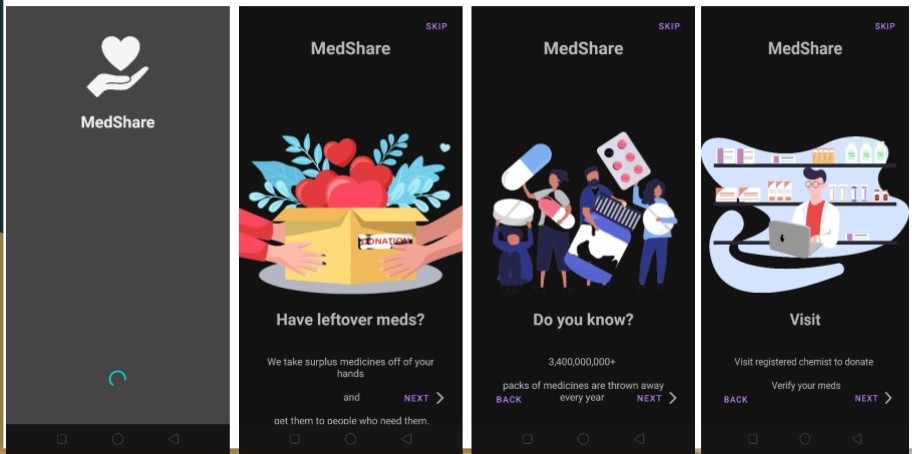 MedShare
SKIP
MedShare
DONATION
Have leftover meds?
We take surplus medicines off of your
hands
and
NEXT
get them to people who need them.
SKIP
MedShare
Do you know?
3,400,000,000+
packs of medicines are thrown away
every year
BACK
NEXT
SKIP
MedShare
Visit
Visit registered chemist to donate
Verify your meds
BACK
NEXT